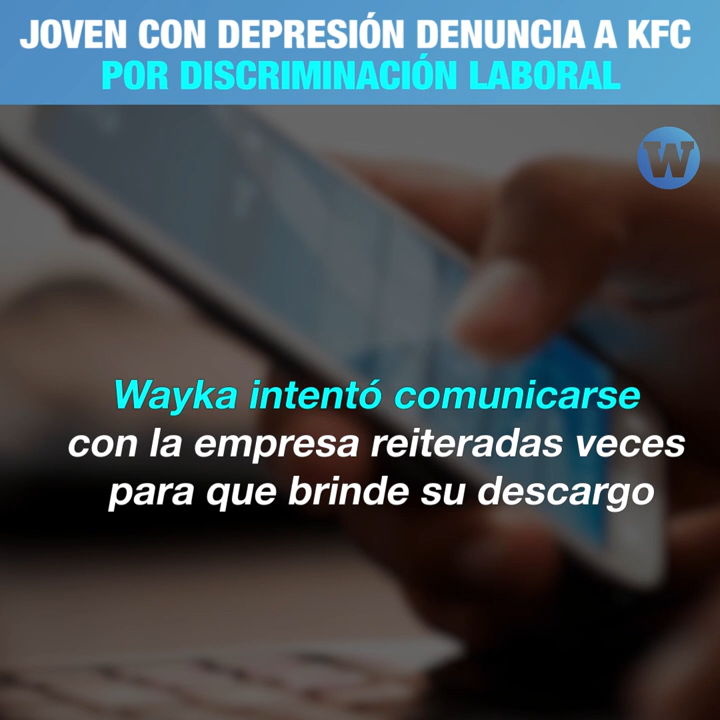 JOVEN CON DEPRESIÓN DENUNCIA A KFC
POR DISCRIMINACIÓN LABORAL
W
Wayka intentó comunicarse
con la empresa reiteradas veces
para que brinde su descargo